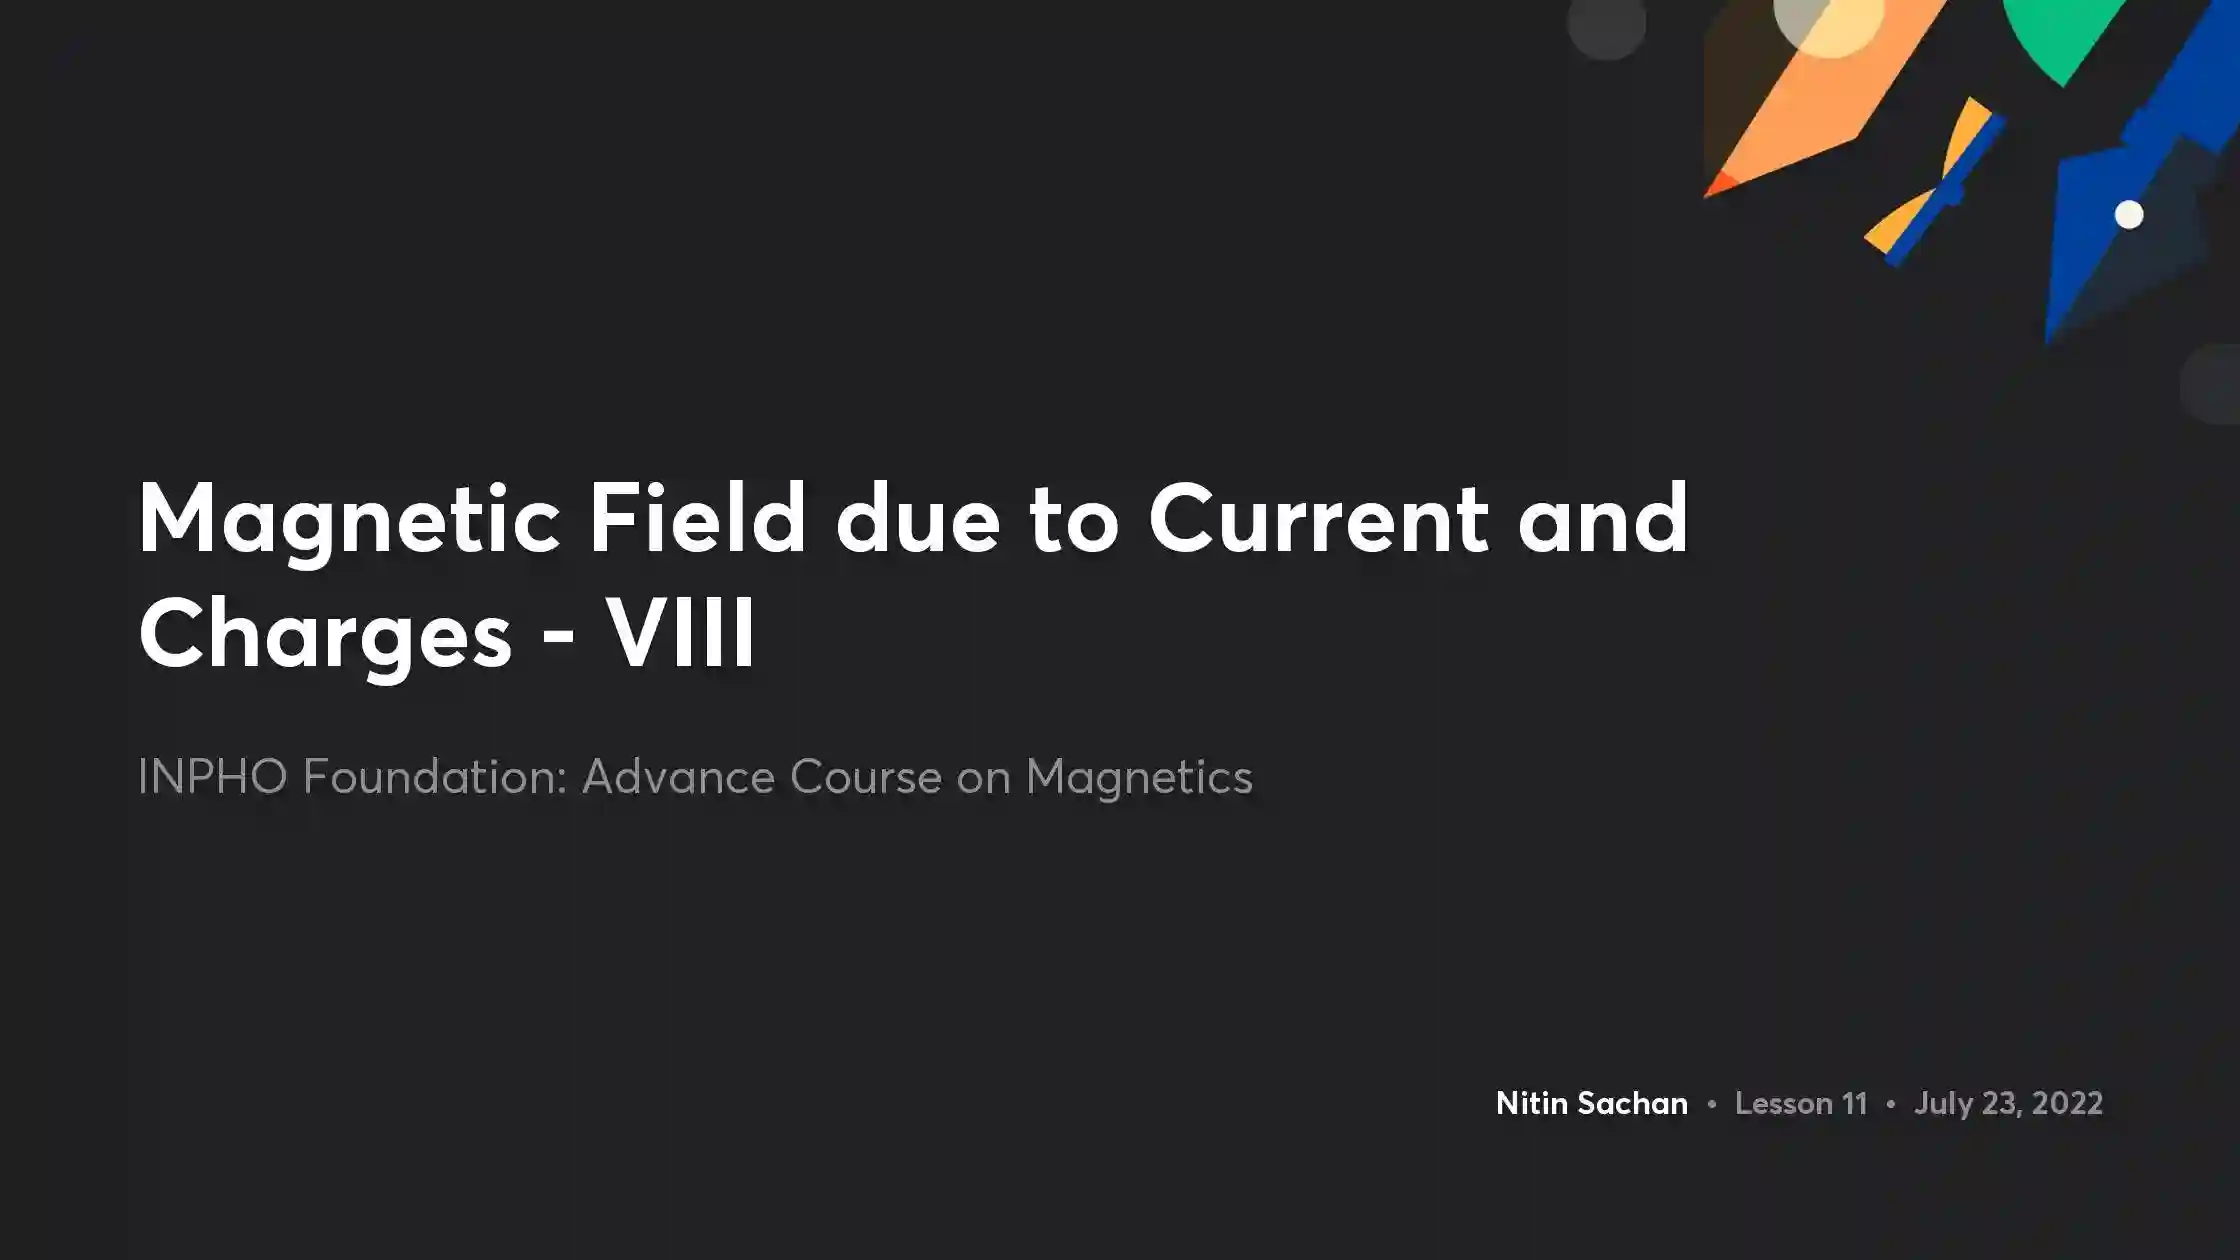 Magnetic Field due to Current and
Charges - VIII
INPHO Foundation: Advance Course on Magnetics
Nitin Sachan • Lesson 11 • July 23, 2022